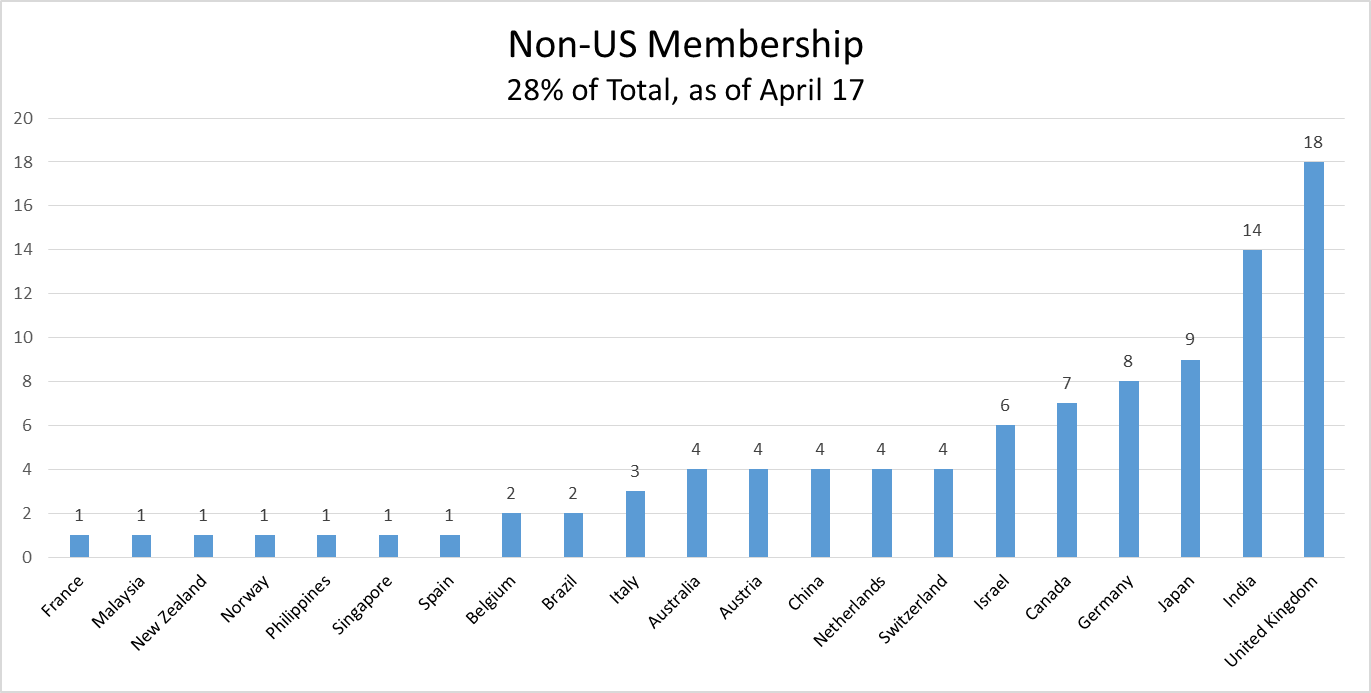 Non-US Membership
28% of Total, as of April 17
20
18
16
14
12
10
8
6
4
2
0
1
1
1
1
1
1
1
2
2
3
4
4
4
4
4
6
7
8
9
14
18
France
Malaysia
New Zealand
Norway
Philippines
Singapore
Spain
Belgium
Brazil
Italy
Australia
Austria
China
Netherlands
Switzerland
Israel
Canada
Germany
Japan
India
United Kingdom